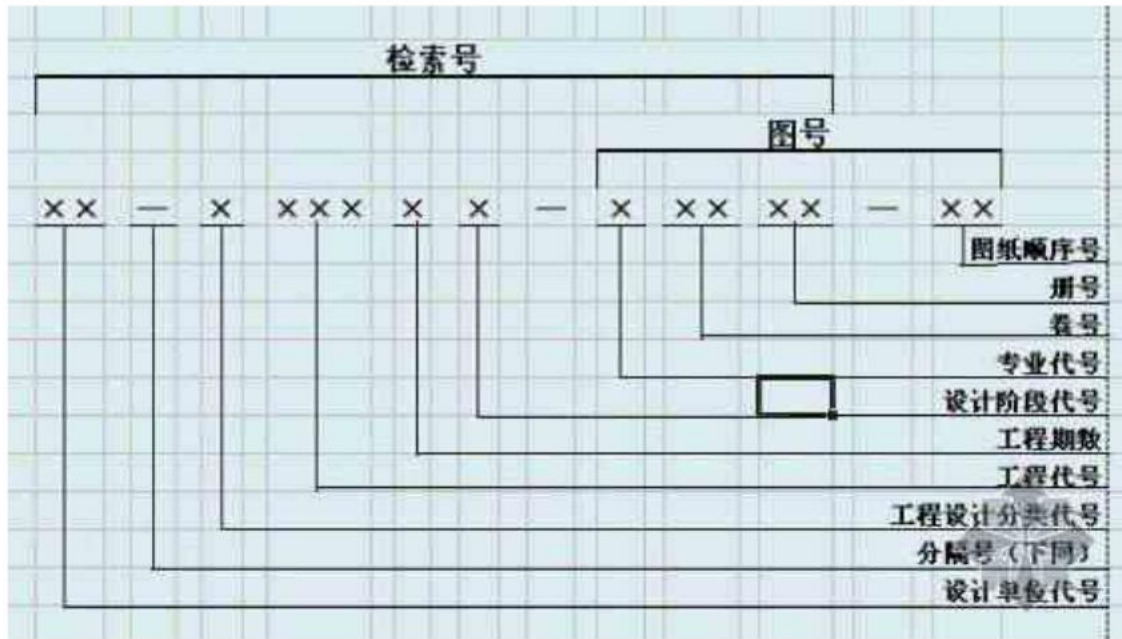 检索号
图号
×× — × ××× × × — × ×× ×× — ××
图纸顺序号
册号
卷号
专业代号
设计阶段代号
工程期数
工程代号
工程设计分类代号
分隔号（下同）
设计单位代号